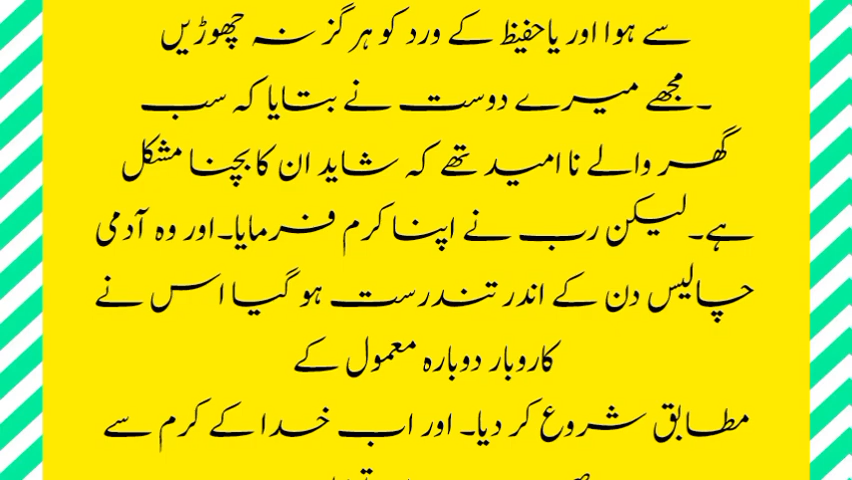 سے ہوا اور یا حفیظ کے ورد کو ہر گز نہ چھوڑیں
۔مجھے میرے دوست نے بتایا کہ سب
گھر والے نا امید تھے کہ شاید ان کا بچنا مشکل
ہے۔لیکن رب نے اپنا کرم فرمایا۔اور وہ آدمی
چالیس دن کے اندر تندرست ہو گیا اس نے
کاروبار دوبارہ معمول کے
مطابق شروع کر دیا۔ اور اب خدا کے کرم سے